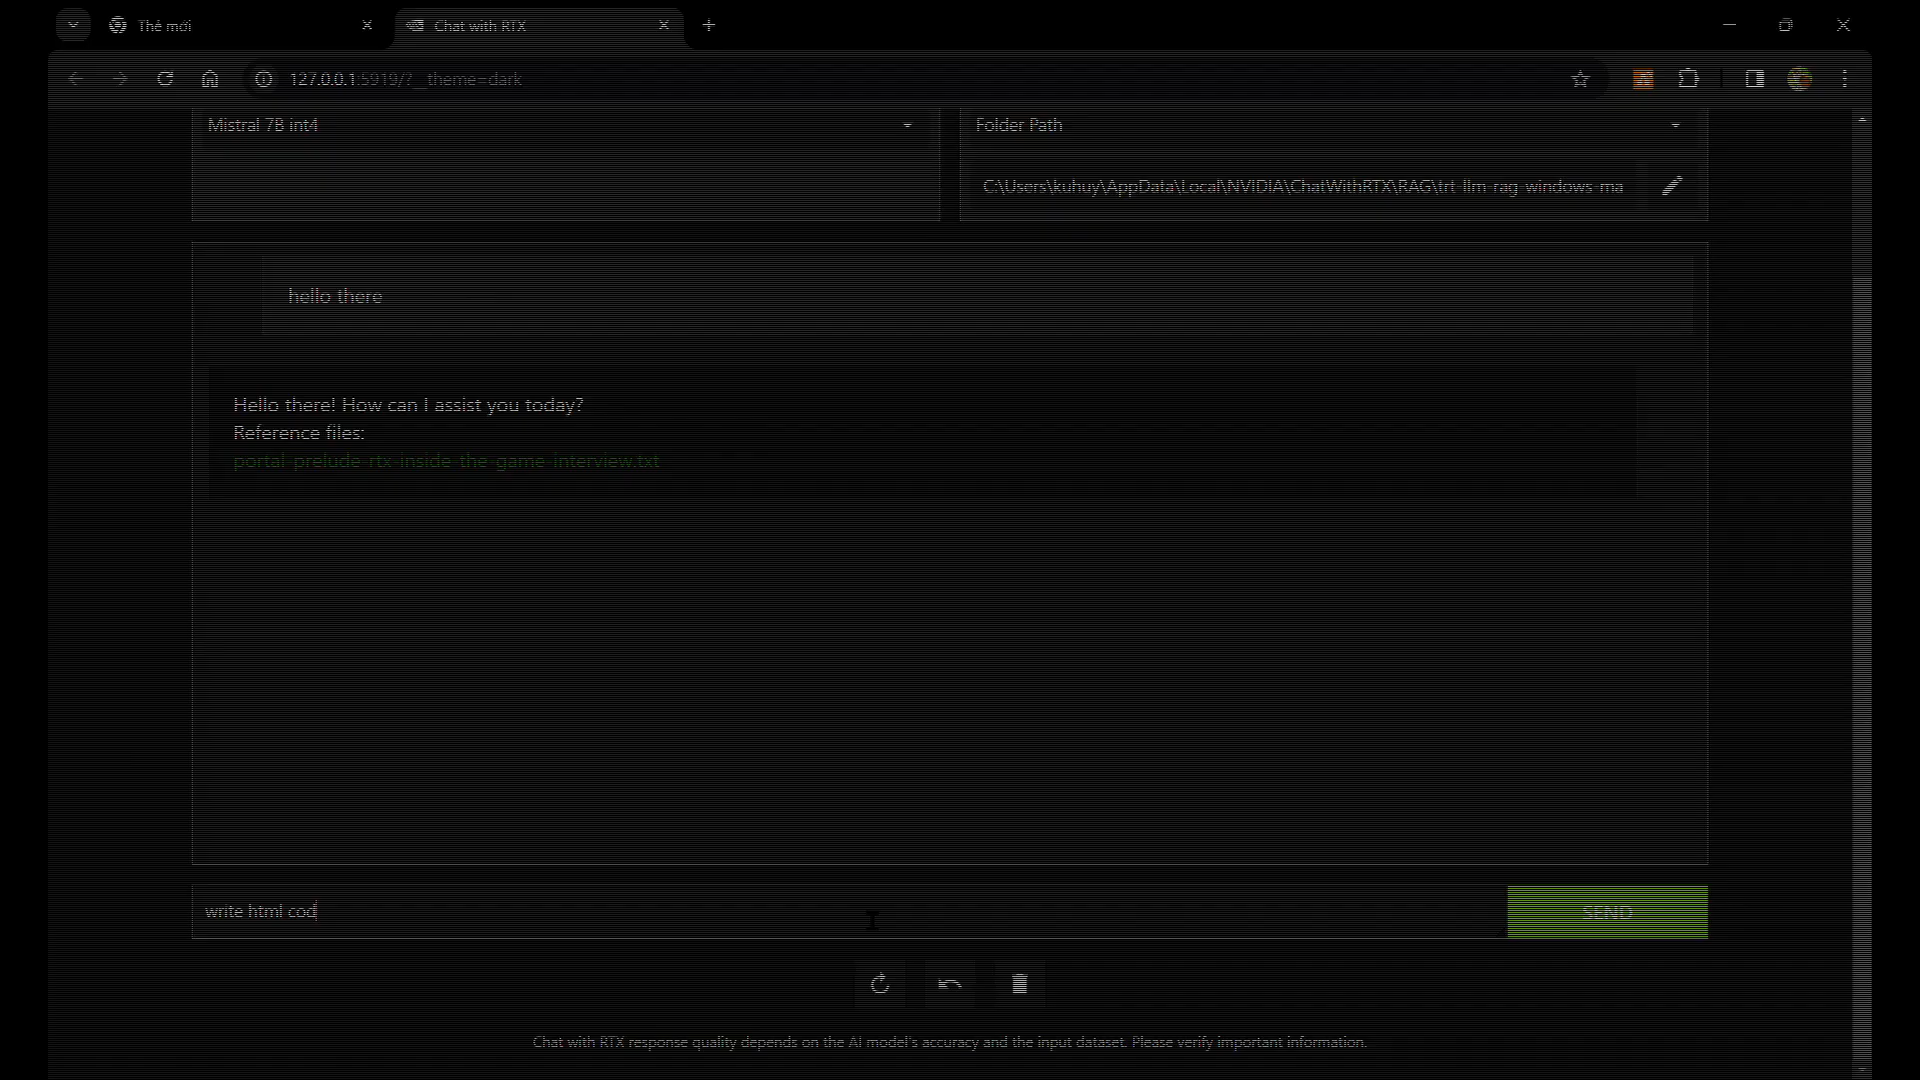 Thẻ mới
Chat with RTX
127.0.0.1:5919/?__theme=dark
Mistral 7B int4
Folder Path
C:\Users\kuhuy\AppData\Local\NVIDIA\ChatWithRTX\RAG\trt-llm-rag-windows-ma
hello there
Hello there! How can I assist you today?
Reference files:
portal-prelude-rtx-inside-the-game-interview.txt
write html cod
SEND
Chat with RTX response quality depends on the AI model's accuracy and the input dataset. Please verify important information.